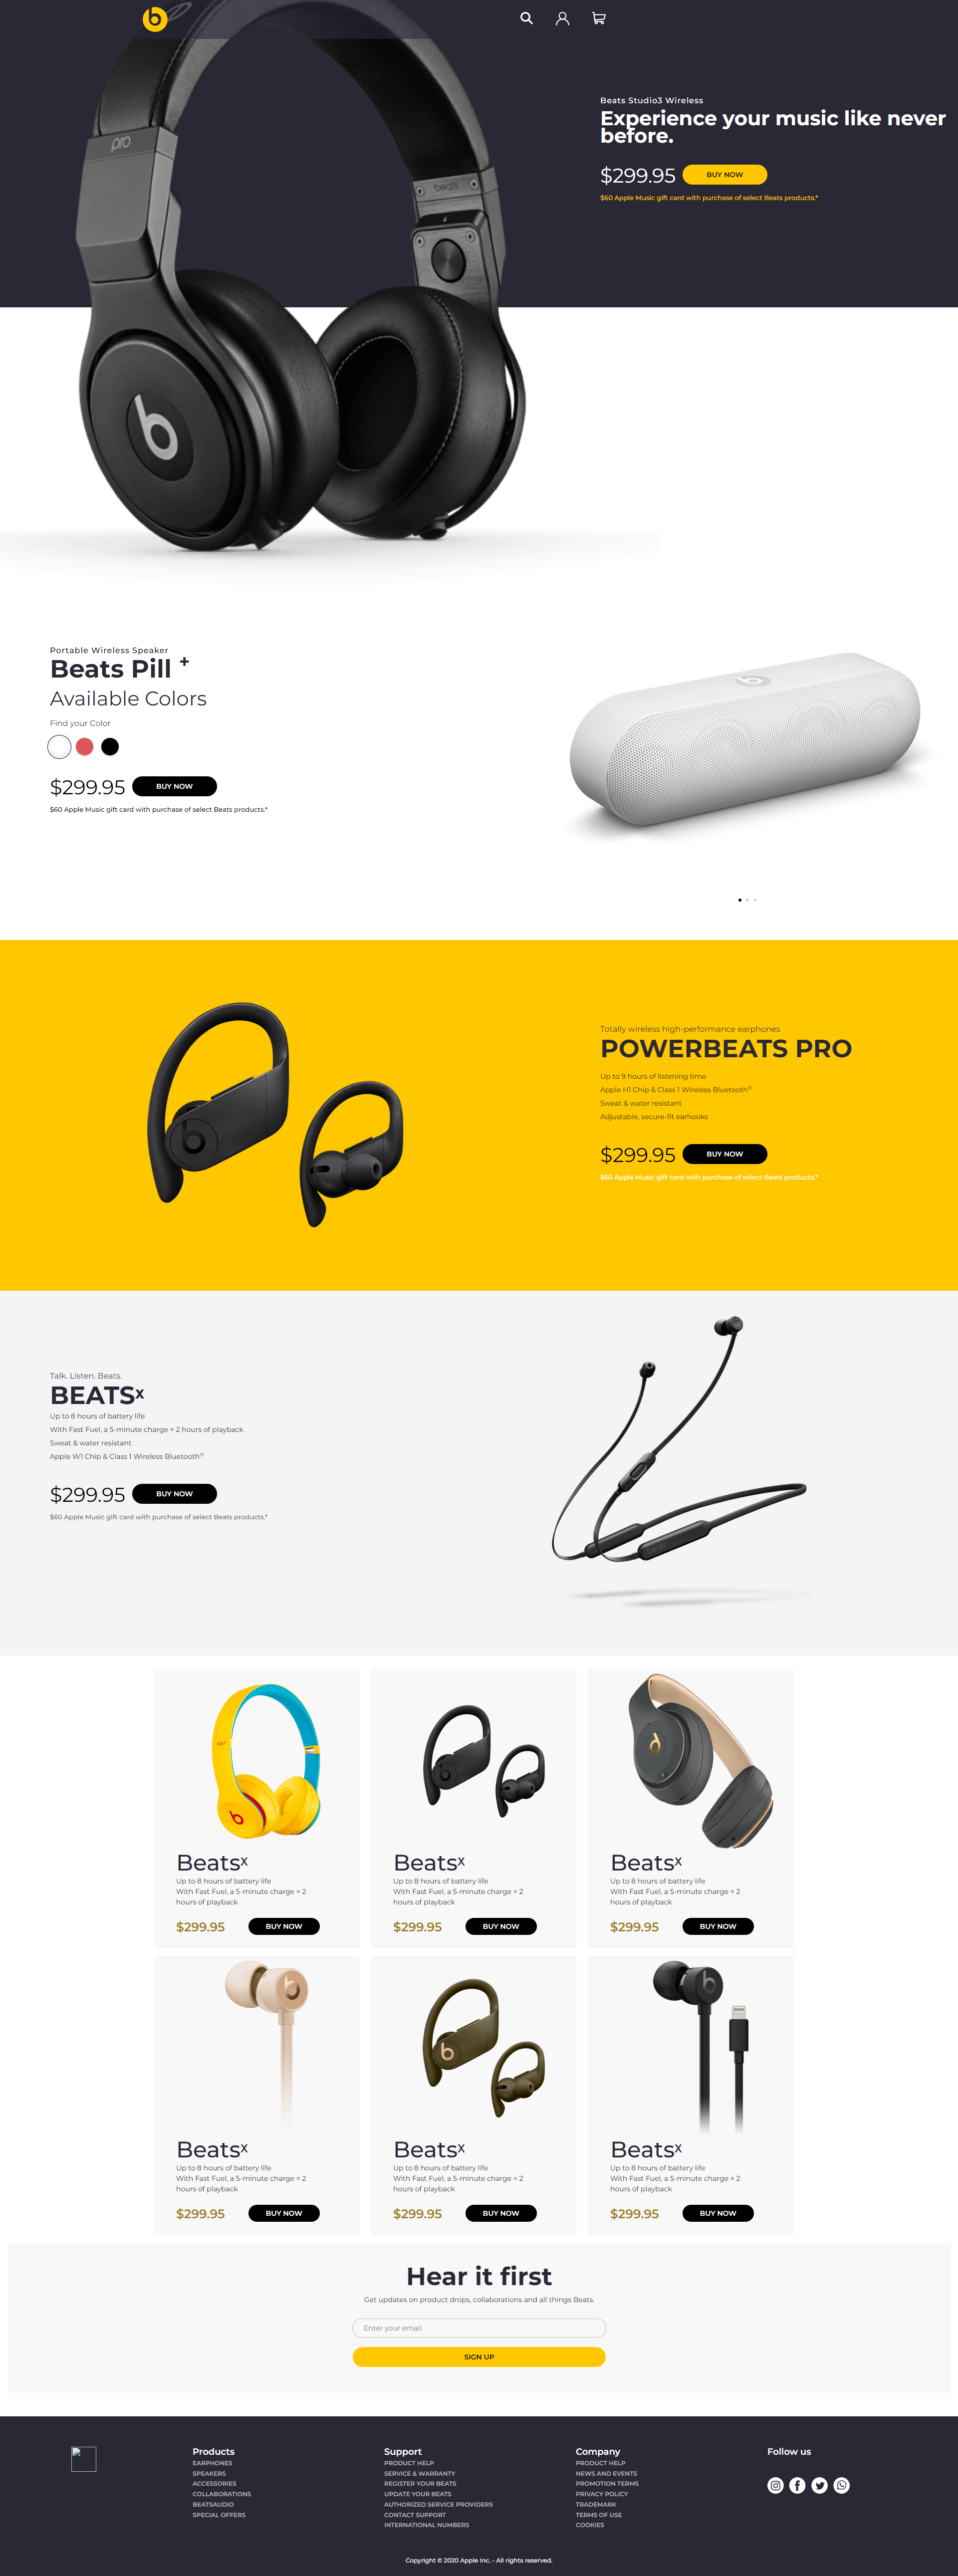 pro
beats
Beats Studio3 Wireless
Experience your music like never
before.
$299.95 BUY NOW
$60 Apple Music gift card with purchase of select Beats products.*
Portable Wireless Speaker
Beats Pill +
Available Colors
Find your Color
$299.95 BUY NOW
$60 Apple Music gift card with purchase of select Beats products.*
Totally wireless high-performance earphones
POWERBEATS PRO
Up to 9 hours of listening time
Apple H1 Chip & Class 1 Wireless Bluetooth®
Sweat & water resistant
Adjustable, secure-fit earhooks
$299.95 BUY NOW
$60 Apple Music gift card with purchase of select Beats products.*
Talk. Listen. Beats.
BEATSx
Up to 8 hours of battery life
With Fast Fuel, a 5-minute charge = 2 hours of playback
Sweat & water resistant
Apple W1 Chip & Class 1 Wireless Bluetooth®
$299.95 BUY NOW
$60 Apple Music gift card with purchase of select Beats products.*
Beatsx
Up to 8 hours of battery life
With Fast Fuel, a 5-minute charge = 2
hours of playback
$299.95 BUY NOW
Beatsx
Up to 8 hours of battery life
With Fast Fuel, a 5-minute charge = 2
hours of playback
$299.95 BUY NOW
Beatsx
Up to 8 hours of battery life
With Fast Fuel, a 5-minute charge = 2
hours of playback
$299.95 BUY NOW
Beatsx
Up to 8 hours of battery life
With Fast Fuel, a 5-minute charge = 2
hours of playback
$299.95 BUY NOW
Beatsx
Up to 8 hours of battery life
With Fast Fuel, a 5-minute charge = 2
hours of playback
$299.95 BUY NOW
Beatsx
Up to 8 hours of battery life
With Fast Fuel, a 5-minute charge = 2
hours of playback
$299.95 BUY NOW
Hear it first
Get updates on product drops, collaborations and all things Beats.
Enter your email
SIGN UP
Products
EARPHONES
SPEAKERS
ACCESSORIES
COLLABORATIONS
BEATSAUDIO
SPECIAL OFFERS
Support
PRODUCT HELP
SERVICE & WARRANTY
REGISTER YOUR BEATS
UPDATE YOUR BEATS
AUTHORIZED SERVICE PROVIDERS
CONTACT SUPPORT
INTERNATIONAL NUMBERS
Company
PRODUCT HELP
NEWS AND EVENTS
PROMOTION TERMS
PRIVACY POLICY
TRADEMARK
TERMS OF USE
COOKIES
Follow us
Copyright © 2020 Apple Inc. - All rights reserved.